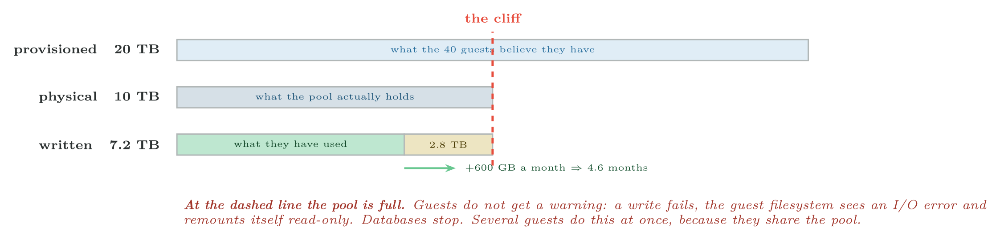 the cliff
provisioned 20 TB
what the 40 guests believe they have
physical 10 TB
what the pool actually holds
written 7.2 TB
what they have used
2.8 TB
+600 GB a month ⇒ 4.6 months
At the dashed line the pool is full. Guests do not get a warning: a write fails, the guest filesystem sees an I/O error and
remounts itself read-only. Databases stop. Several guests do this at once, because they share the pool.